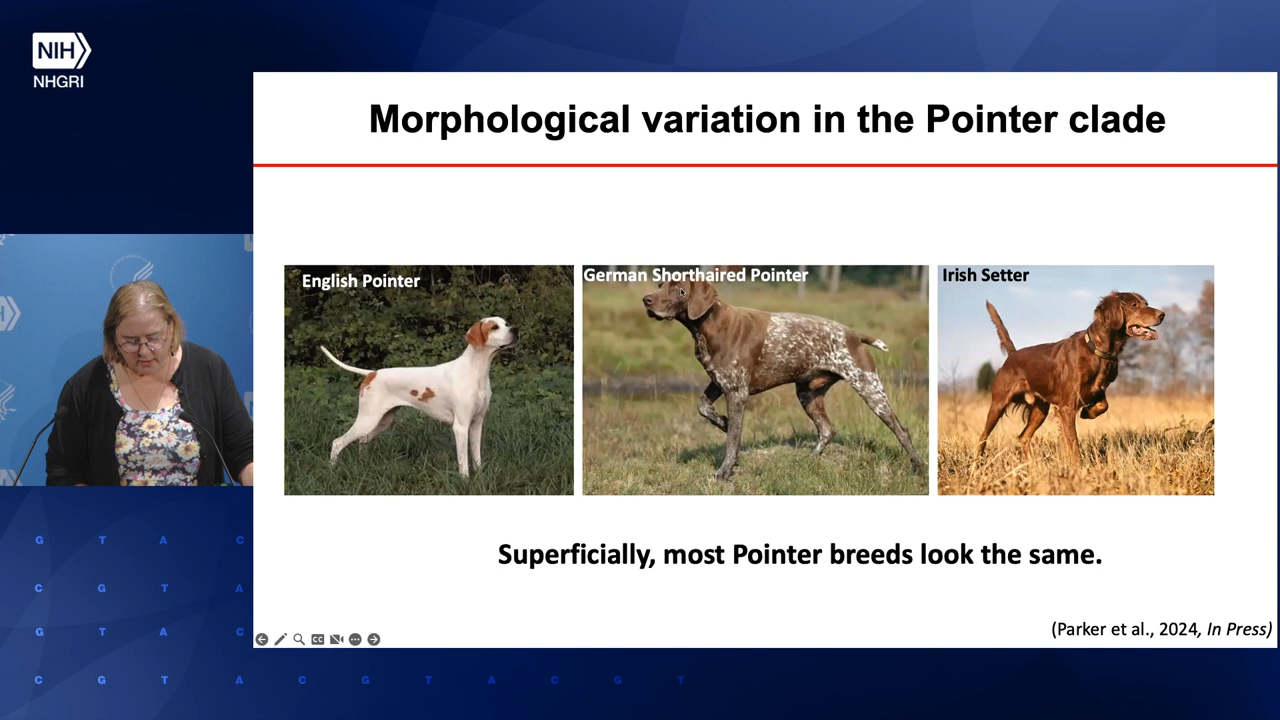 NIH
NHGRI
Morphological variation in the Pointer clade
English Pointer
German Shorthaired Pointer
Irish Setter
Superficially, most Pointer breeds look the same.
(Parker et al., 2024, In Press)
CC
G T A C
C G T A
G T A C
C G T A C G T A C G T